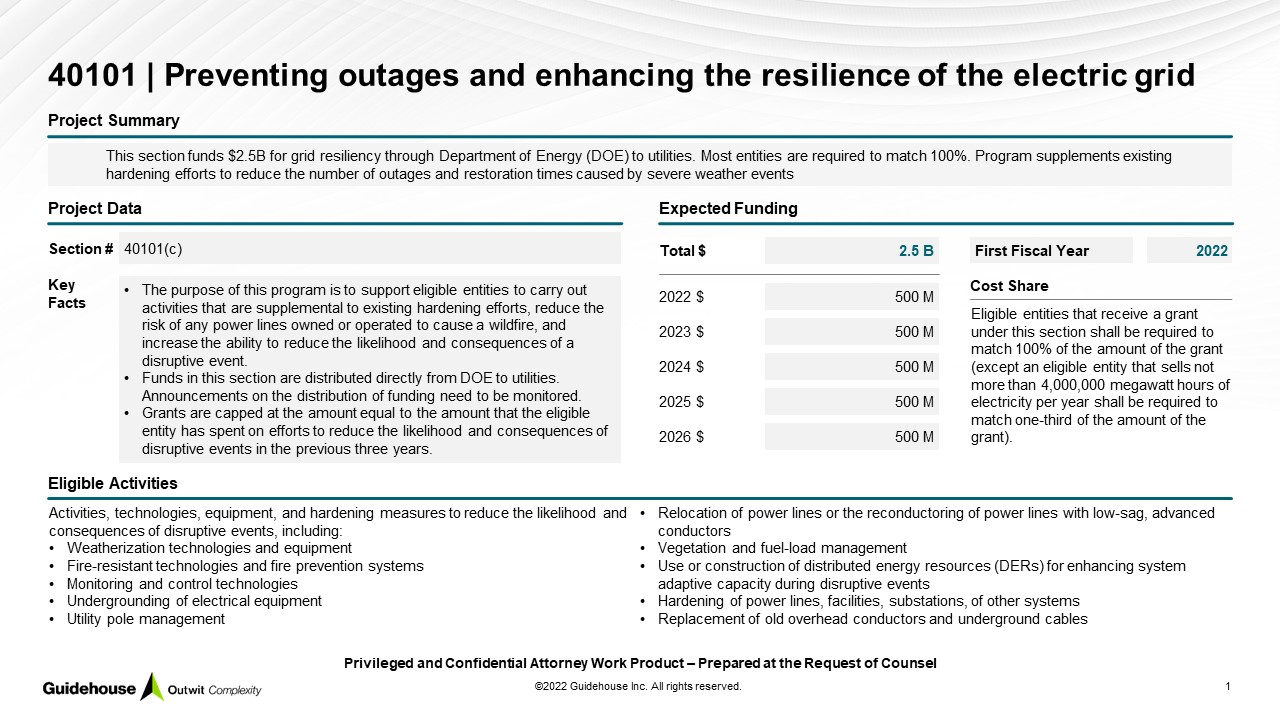 40101 | Preventing outages and enhancing the resilience of the electric grid
Project Summary
This section funds $2.5B for grid resiliency through Department of Energy (DOE) to utilities. Most entities are required to match 100%. Program supplements existing
hardening efforts to reduce the number of outages and restoration times caused by severe weather events
Project Data
Section # 40101(c)
Key
Facts
• The purpose of this program is to support eligible entities to carry out
activities that are supplemental to existing hardening efforts, reduce the
risk of any power lines owned or operated to cause a wildfire, and
increase the ability to reduce the likelihood and consequences of a
disruptive event.
• Funds in this section are distributed directly from DOE to utilities.
Announcements on the distribution of funding need to be monitored.
• Grants are capped at the amount equal to the amount that the eligible
entity has spent on efforts to reduce the likelihood and consequences of
disruptive events in the previous three years.
Expected Funding
Total $ 2.5 B
2022 $ 500 M
2023 $ 500 M
2024 $ 500 M
2025 $ 500 M
2026 $ 500 M
First Fiscal Year 2022
Cost Share
Eligible entities that receive a grant
under this section shall be required to
match 100% of the amount of the grant
(except an eligible entity that sells not
more than 4,000,000 megawatt hours of
electricity per year shall be required to
match one-third of the amount of the
grant).
Eligible Activities
Activities, technologies, equipment, and hardening measures to reduce the likelihood and
consequences of disruptive events, including:
• Weatherization technologies and equipment
• Fire-resistant technologies and fire prevention systems
• Monitoring and control technologies
• Undergrounding of electrical equipment
• Utility pole management
• Relocation of power lines or the reconductoring of power lines with low-sag, advanced
conductors
• Vegetation and fuel-load management
• Use or construction of distributed energy resources (DERs) for enhancing system
adaptive capacity during disruptive events
• Hardening of power lines, facilities, substations, of other systems
• Replacement of old overhead conductors and underground cables
Privileged and Confidential Attorney Work Product – Prepared at the Request of Counsel
Guidehouse Outwit Complexity
©2022 Guidehouse Inc. All rights reserved.
1